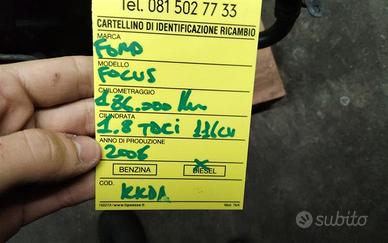 Tel. 081 502 77 33
CARTELLINO DI IDENTIFICAZIONE RICAMBIO
MARCA
FORD
MODELLO
FOCUS
CHILOMETRAGGIO
186.000 Km
CILINDRATA
1.8 TDCi 116CV
ANNO DI PRODUZIONE
2006
BENZINA
DIESEL
COD. KKDA
subito